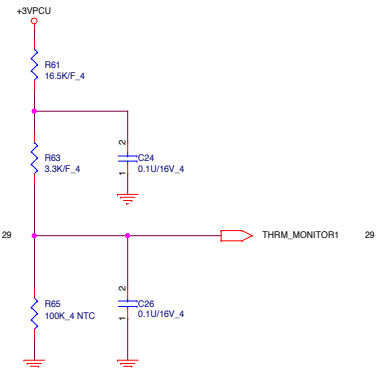 +3VPCU
R61
16.5K/F_4
R63
3.3K/F_4
2
1
C24
0.1U/16V_4
29
THRM_MONITOR1
29
R65
100K_4 NTC
2
1
C26
0.1U/16V_4